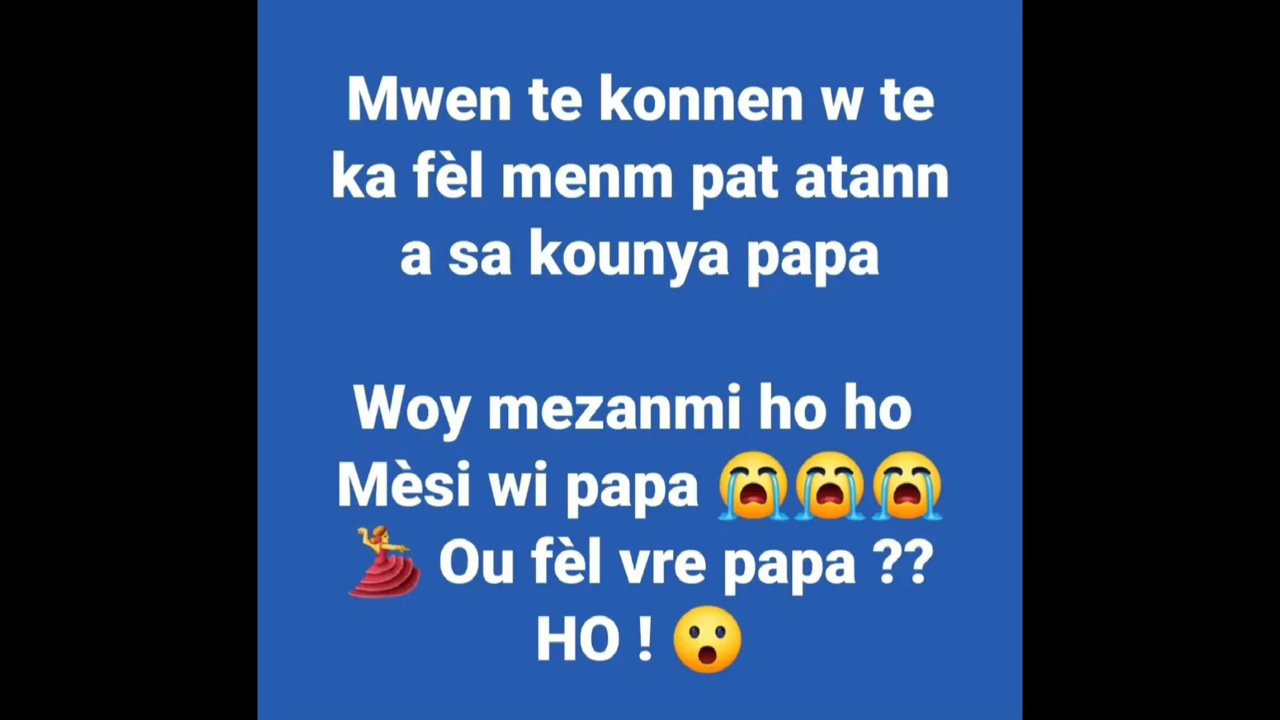 Mwen te konnen w te
ka fèl menm pat atann
a sa kounya papa
Woy mezanmi ho ho
Mèsi wi papa 😭😭😭
💃 Ou fèl vre papa ??
HO ! 😮